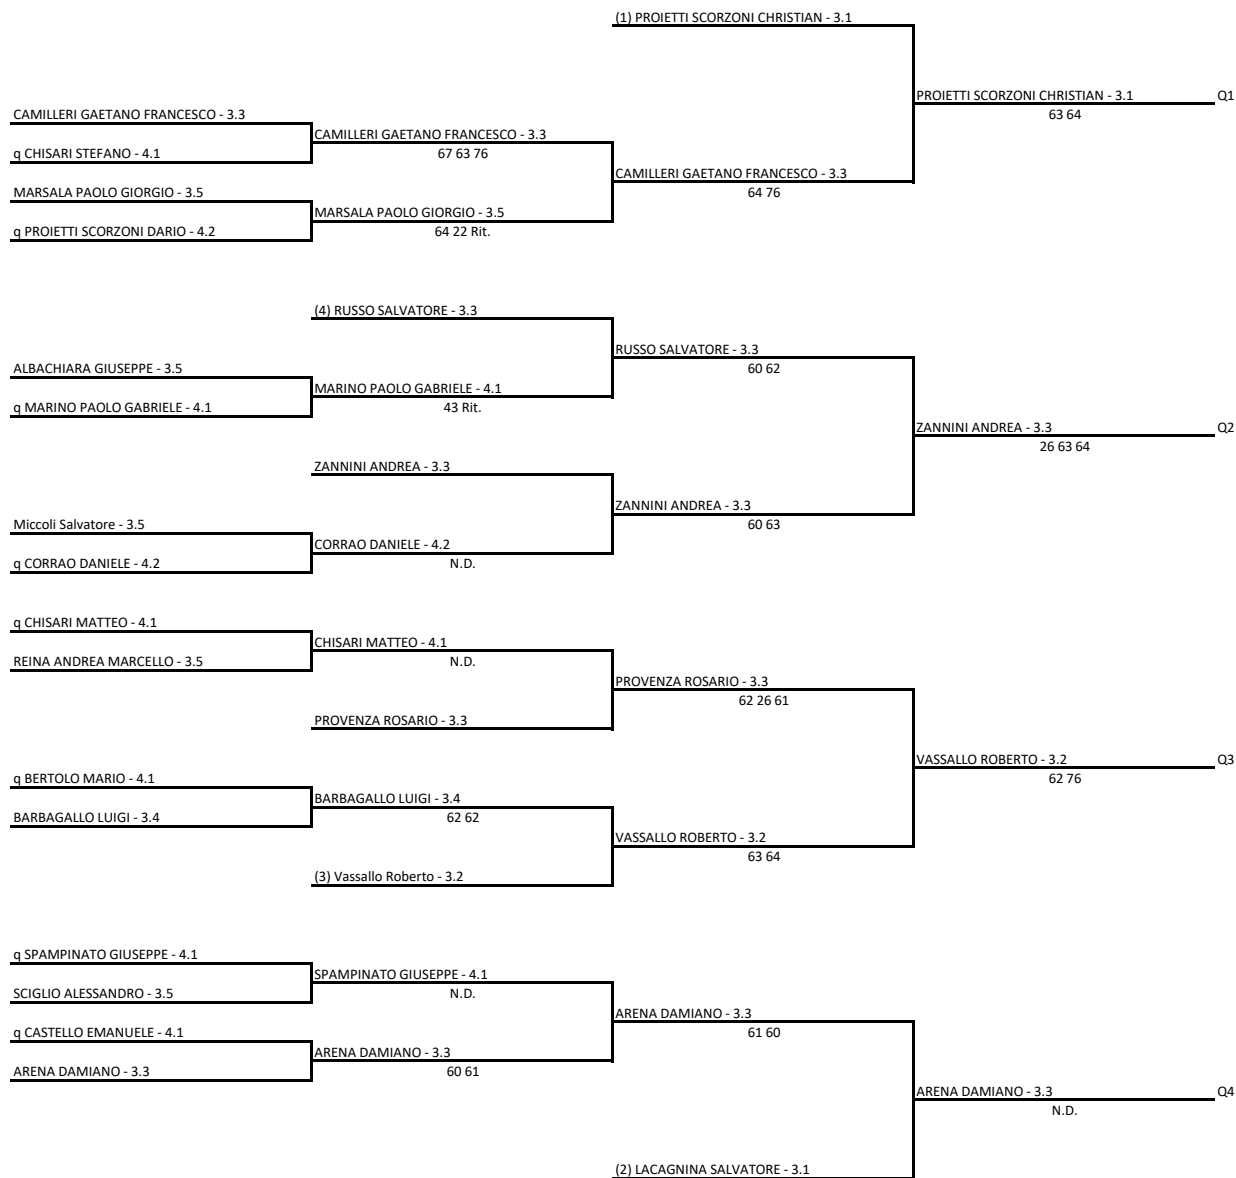 (1) PROIETTI SCORZONI CHRISTIAN - 3.1
PROIETTI SCORZONI CHRISTIAN - 3.1 Q1
63 64
CAMILLERI GAETANO FRANCESCO - 3.3
CAMILLERI GAETANO FRANCESCO - 3.3
67 63 76
q CHISARI STEFANO - 4.1
CAMILLERI GAETANO FRANCESCO - 3.3
64 76
MARSALA PAOLO GIORGIO - 3.5
MARSALA PAOLO GIORGIO - 3.5
64 22 Rit.
q PROIETTI SCORZONI DARIO - 4.2
(4) RUSSO SALVATORE - 3.3
RUSSO SALVATORE - 3.3
60 62
ALBACHIARA GIUSEPPE - 3.5
MARINO PAOLO GABRIELE - 4.1
43 Rit.
q MARINO PAOLO GABRIELE - 4.1
ZANNINI ANDREA - 3.3 Q2
26 63 64
ZANNINI ANDREA - 3.3
ZANNINI ANDREA - 3.3
60 63
Miccoli Salvatore - 3.5
CORRAO DANIELE - 4.2
N.D.
q CORRAO DANIELE - 4.2
q CHISARI MATTEO - 4.1
CHISARI MATTEO - 4.1
N.D.
REINA ANDREA MARCELLO - 3.5
PROVENZA ROSARIO - 3.3
62 26 61
PROVENZA ROSARIO - 3.3
VASSALLO ROBERTO - 3.2 Q3
62 76
q BERTOLO MARIO - 4.1
BARBAGALLO LUIGI - 3.4
62 62
BARBAGALLO LUIGI - 3.4
VASSALLO ROBERTO - 3.2
63 64
(3) Vassallo Roberto - 3.2
q SPAMPINATO GIUSEPPE - 4.1
SPAMPINATO GIUSEPPE - 4.1
N.D.
SCIGLIO ALESSANDRO - 3.5
ARENA DAMIANO - 3.3
61 60
q CASTELLO EMANUELE - 4.1
ARENA DAMIANO - 3.3
60 61
ARENA DAMIANO - 3.3
ARENA DAMIANO - 3.3 Q4
N.D.
(2) LACAGNINA SALVATORE - 3.1